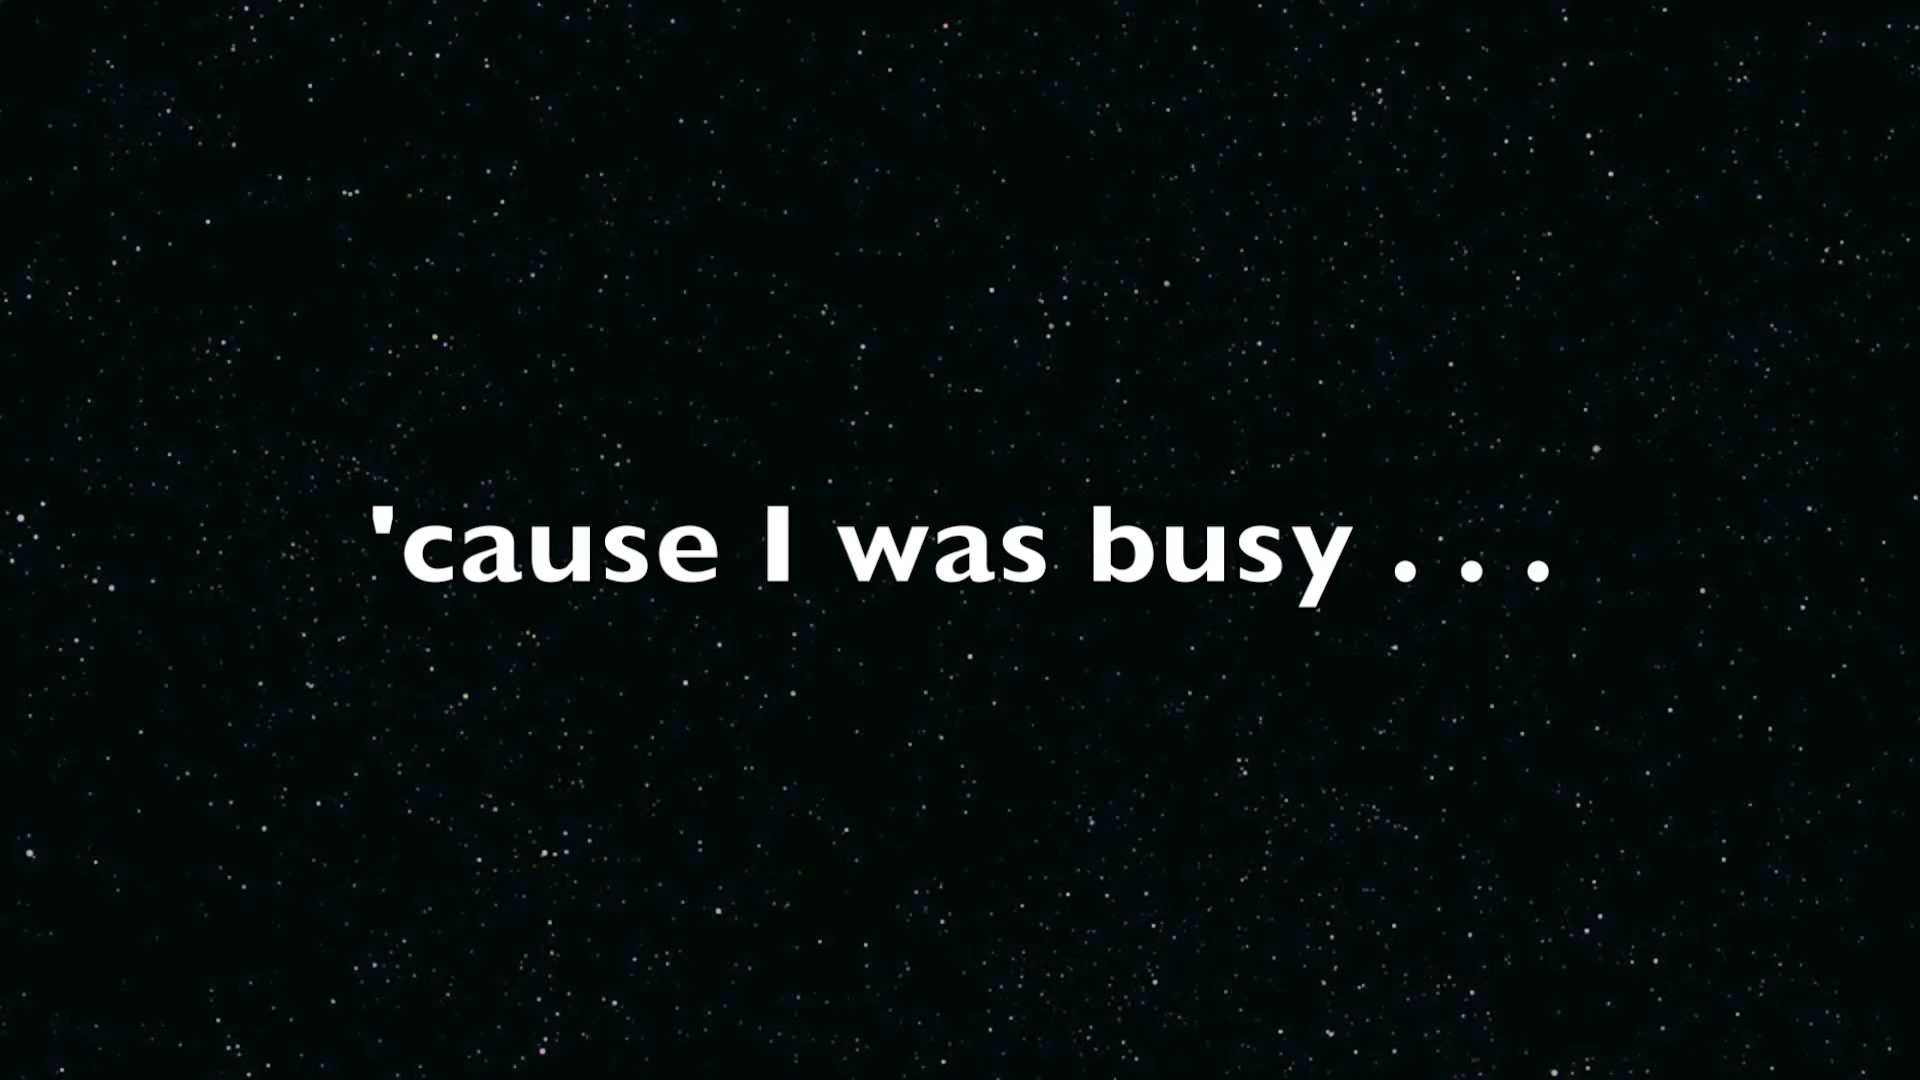 'cause I was busy . . .